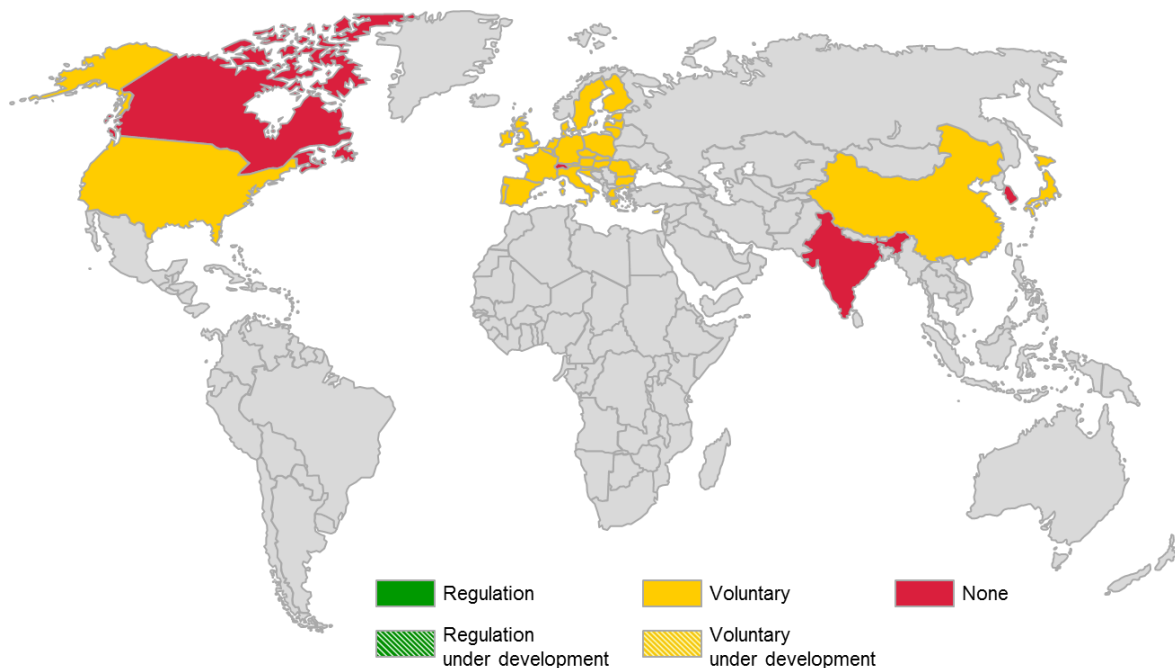 Regulation
Voluntary
None
Regulation
under development
Voluntary
under development